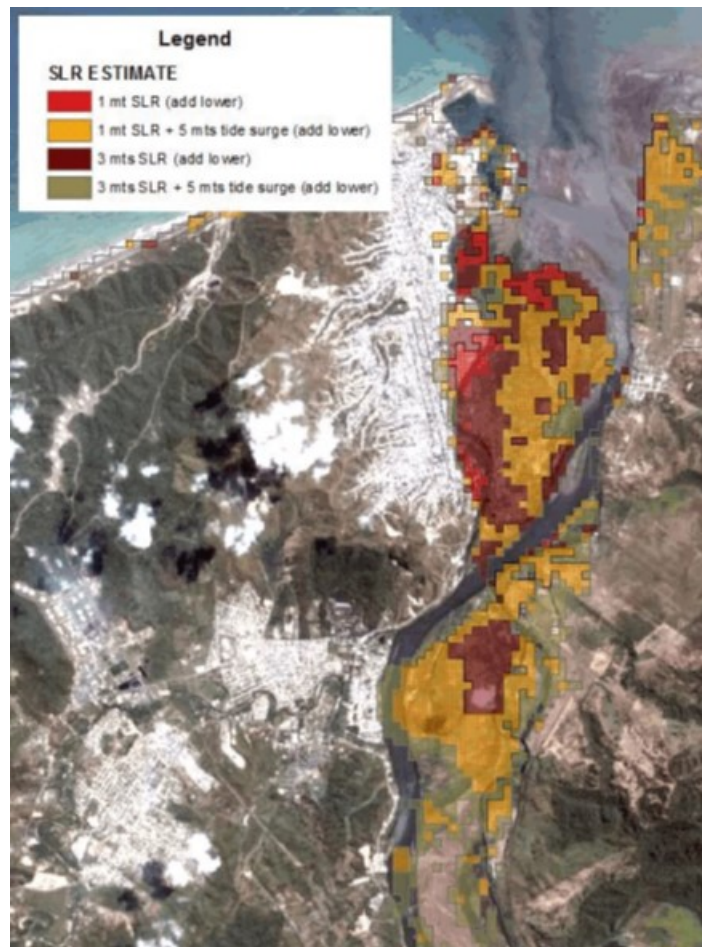 Legend
SLR ESTIMATE
1 mt SLR (add lower)
1 mt SLR + 5 mts tide surge (add lower)
3 mts SLR (add lower)
3 mts SLR + 5 mts tide surge (add lower)